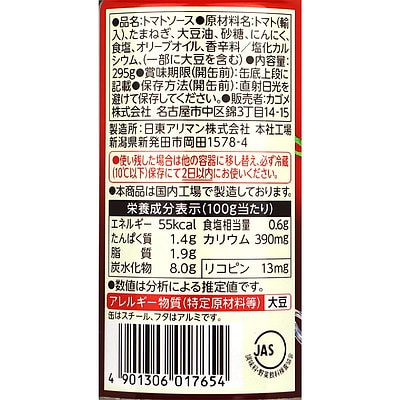 ●品名:トマトソース●原材料名:トマト(輸
入)、たまねぎ、大豆油、砂糖、にんにく、
食塩、オリーブオイル、香辛料／塩化カル
シウム、(一部に大豆を含む)●内容量:
295g●賞味期限(開缶前):缶底上段に
記載●保存方法(開缶前):直射日光を
避けて保存してください。●販売者:カゴメ
株式会社 名古屋市中区錦3丁目14-15
製造所:日東アリマン株式会社 本社工場
新潟県新発田市岡田1578-4
●使い残した場合は他の容器に移し替え、必ず冷蔵
(10℃以下)保存にて2日以内にお使いください。
●本商品は国内工場で製造しております。
栄養成分表示(100g当たり)
エネルギー 55kcal 食塩相当量 0.6g
たんぱく質 1.4g カリウム 390mg
脂質 1.9g
炭水化物 8.0g リコピン 13mg
●数値は分析による推定値です。
アレルギー物質(特定原材料等) 大豆
缶はスチール、フタはアルミです。
JAS
4 901306 017654